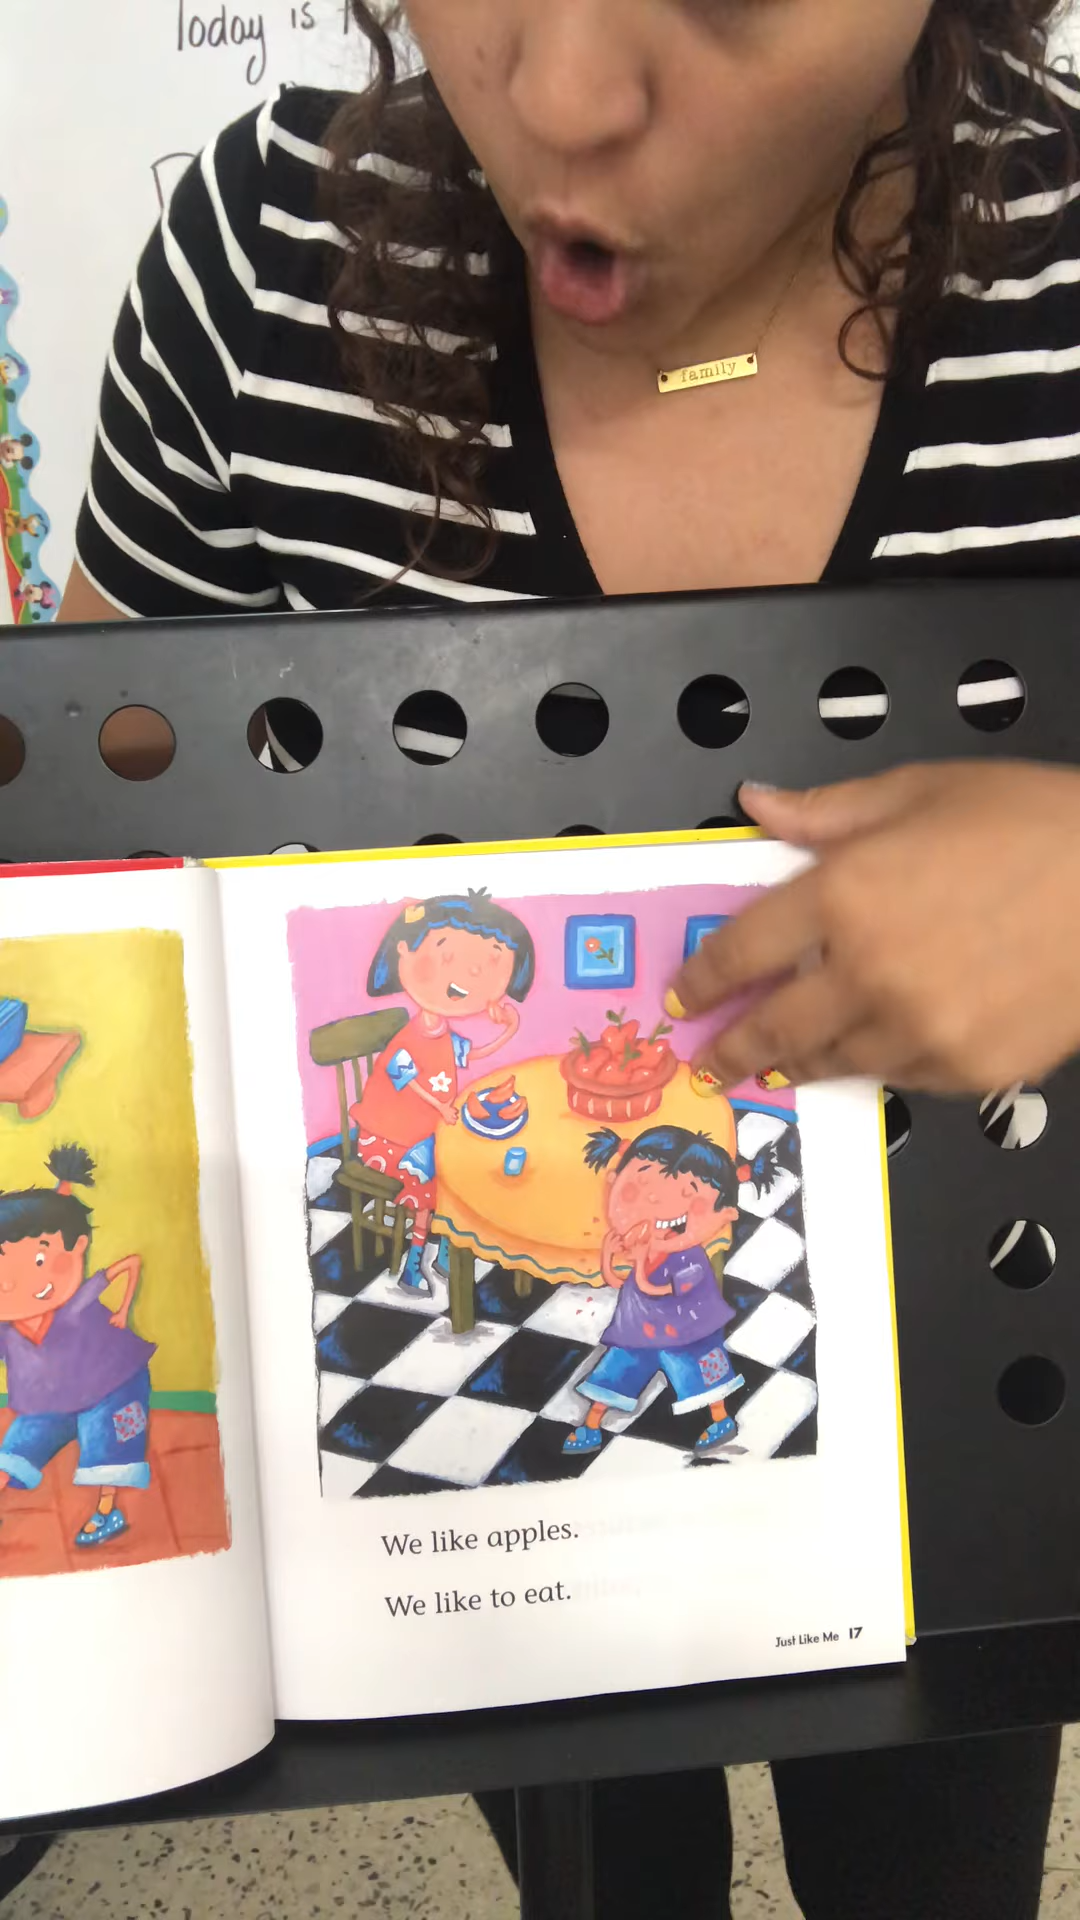 Today is
family
We like apples.
We like to eat.
Just Like Me 17